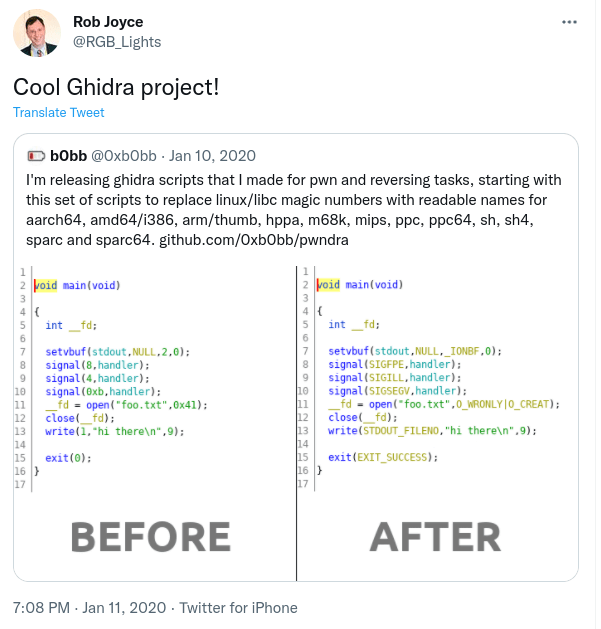 Rob Joyce
@RGB_Lights
Cool Ghidra project!
Translate Tweet
b0bb @0xb0bb · Jan 10, 2020
I'm releasing ghidra scripts that I made for pwn and reversing tasks, starting with
this set of scripts to replace linux/libc magic numbers with readable names for
aarch64, amd64/i386, arm/thumb, hppa, m68k, mips, ppc, ppc64, sh, sh4,
sparc and sparc64. github.com/0xb0bb/pwndra
1
2 void main(void)
3
4 {
5   int __fd;
6
7   setvbuf(stdout,NULL,2,0);
8   signal(8,handler);
9   signal(4,handler);
10   signal(0xb,handler);
11   __fd = open("foo.txt",0x41);
12   close(__fd);
13   write(1,"hi there\n",9);
14
15   exit(0);
16 }
17
BEFORE
1
2 void main(void)
3
4 {
5   int __fd;
6
7   setvbuf(stdout,NULL,_IONBF,0);
8   signal(SIGFPE,handler);
9   signal(SIGILL,handler);
10   signal(SIGSEGV,handler);
11   __fd = open("foo.txt",O_WRONLY|O_CREAT);
12   close(__fd);
13   write(STDOUT_FILENO,"hi there\n",9);
14
15   exit(EXIT_SUCCESS);
16 }
17
AFTER
7:08 PM · Jan 11, 2020 · Twitter for iPhone